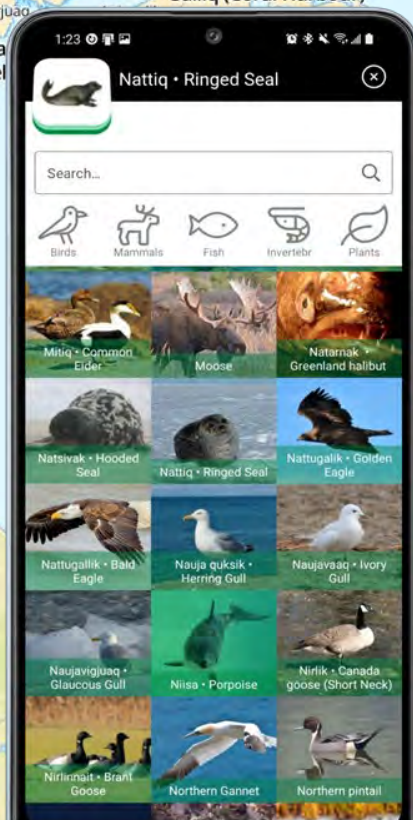 juaq
1:23
Nattiq • Ringed Seal
Search...
Birds
Mammals
Fish
Invertebr
Plants
Mitiq • Common
Eider
Moose
Natarnak •
Greenland halibut
Natsivak • Hooded
Seal
Nattiq • Ringed Seal
Nattugalik • Golden
Eagle
Nattugallik • Bald
Eagle
Nauja quksik •
Herring Gull
Naujavaaq • Ivory
Gull
Naujavigjuaq •
Glaucous Gull
Niisa • Porpoise
Nirlik • Canada
goose (Short Neck)
Nirlinnait • Brant
Goose
Northern Gannet
Northern pintail